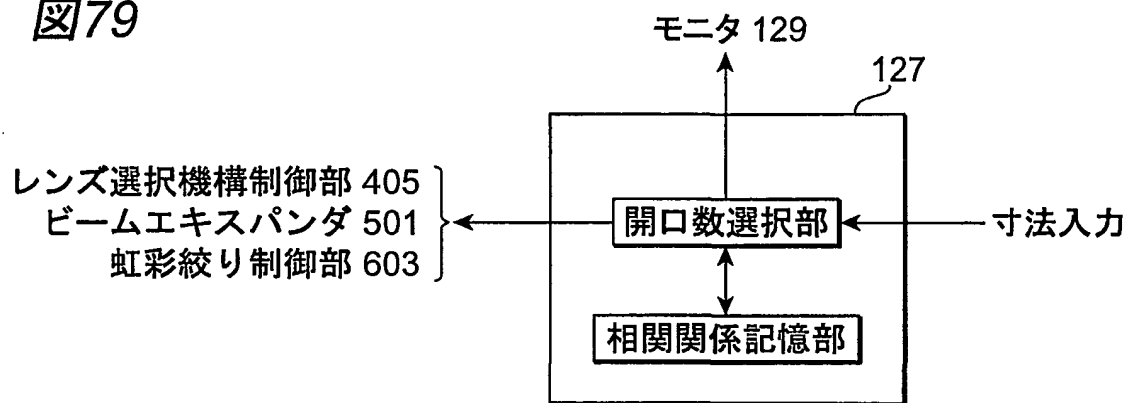 図79
モニタ 129
127
レンズ選択機構制御部 405
ビームエキスパンダ 501
虹彩絞り制御部 603
開口数選択部
寸法入力
相関関係記憶部